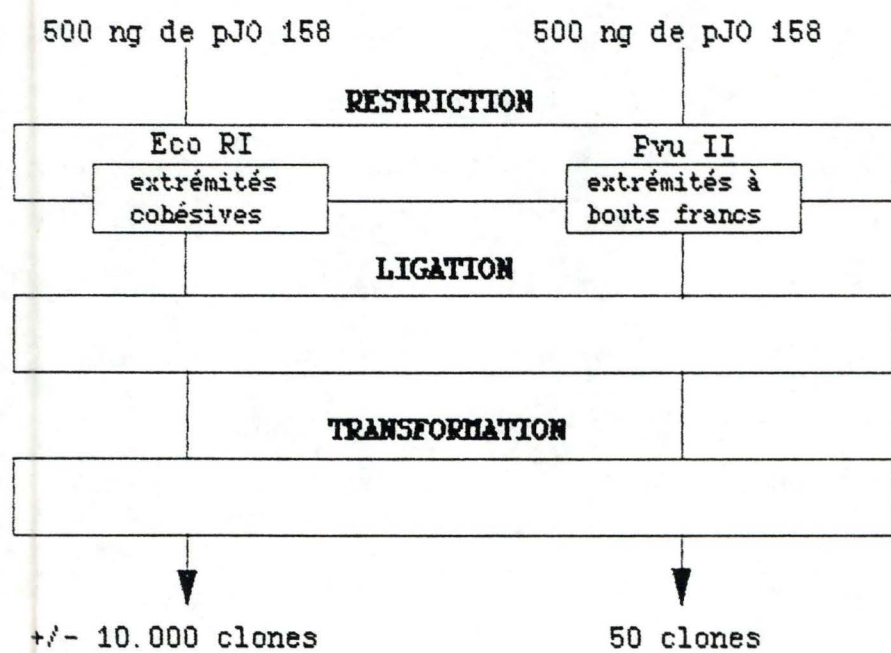 500 ng de pJO 158 500 ng de pJO 158
RESTRICTION
Eco RI Pvu II
extrémités extrémités à
cohésives bouts francs
LIGATION
TRANSFORMATION
+/- 10.000 clones 50 clones